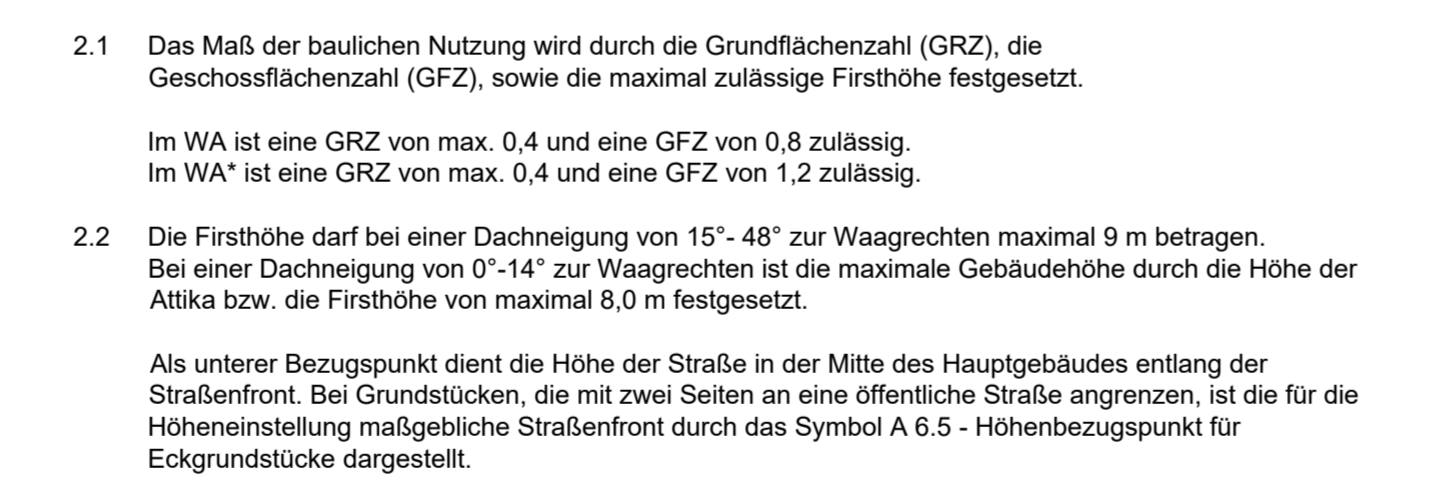 2.1 Das Maß der baulichen Nutzung wird durch die Grundflächenzahl (GRZ), die
Geschossflächenzahl (GFZ), sowie die maximal zulässige Firsthöhe festgesetzt.
Im WA ist eine GRZ von max. 0,4 und eine GFZ von 0,8 zulässig.
Im WA* ist eine GRZ von max. 0,4 und eine GFZ von 1,2 zulässig.
2.2 Die Firsthöhe darf bei einer Dachneigung von 15°- 48° zur Waagrechten maximal 9 m betragen.
Bei einer Dachneigung von 0°-14° zur Waagrechten ist die maximale Gebäudehöhe durch die Höhe der
Attika bzw. die Firsthöhe von maximal 8,0 m festgesetzt.
Als unterer Bezugspunkt dient die Höhe der Straße in der Mitte des Hauptgebäudes entlang der
Straßenfront. Bei Grundstücken, die mit zwei Seiten an eine öffentliche Straße angrenzen, ist die für die
Höheneinstellung maßgebliche Straßenfront durch das Symbol A 6.5 - Höhenbezugspunkt für
Eckgrundstücke dargestellt.